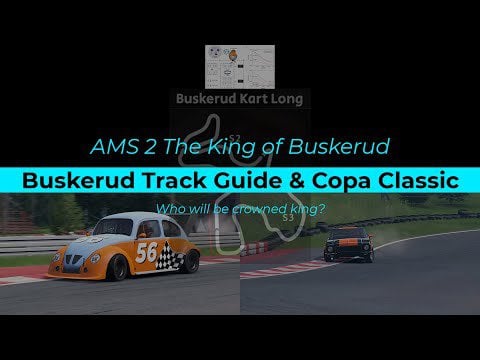 Buskerud Kart Long
S2
AMS 2 The King of Buskerud
Buskerud Track Guide & Copa Classic
Who will be crowned king?
S3
56